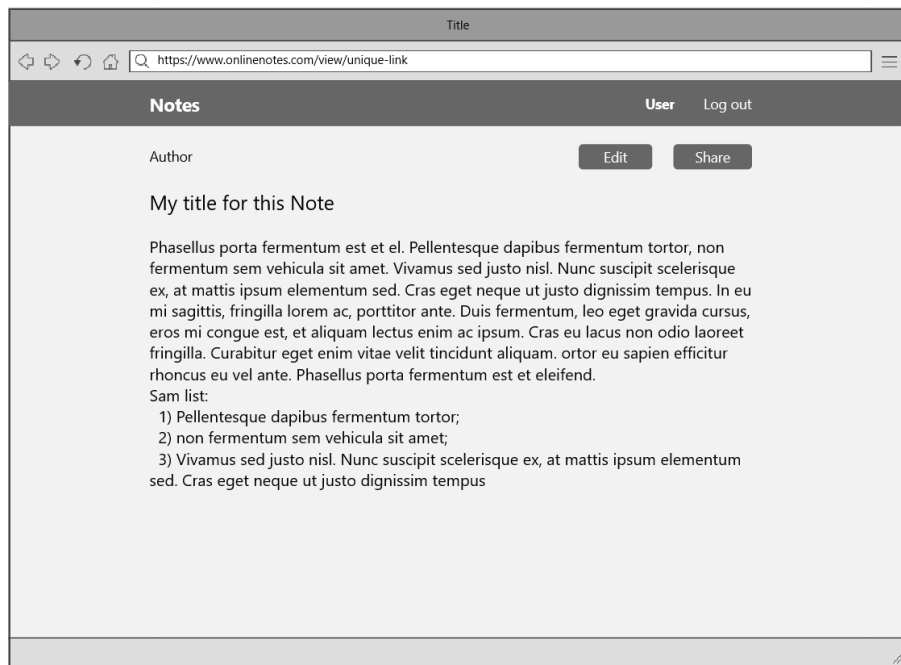 Title
https://www.onlinenotes.com/view/unique-link
Notes User Log out
Author Edit Share
My title for this Note
Phasellus porta fermentum est et el. Pellentesque dapibus fermentum tortor, non
fermentum sem vehicula sit amet. Vivamus sed justo nisl. Nunc suscipit scelerisque
ex, at mattis ipsum elementum sed. Cras eget neque ut justo dignissim tempus. In eu
mi sagittis, fringilla lorem ac, porttitor ante. Duis fermentum, leo eget gravida cursus,
eros mi congue est, et aliquam lectus enim ac ipsum. Cras eu lacus non odio laoreet
fringilla. Curabitur eget enim vitae velit tincidunt aliquam. ortor eu sapien efficitur
rhoncus eu vel ante. Phasellus porta fermentum est et eleifend.
Sam list:
1) Pellentesque dapibus fermentum tortor;
2) non fermentum sem vehicula sit amet;
3) Vivamus sed justo nisl. Nunc suscipit scelerisque ex, at mattis ipsum elementum
sed. Cras eget neque ut justo dignissim tempus